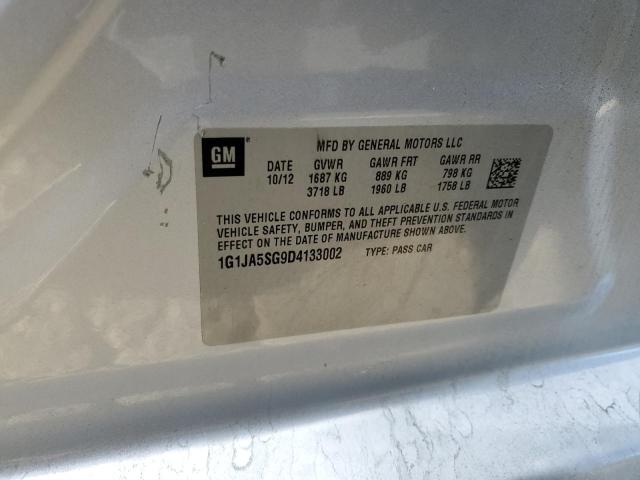 GM
MFD BY GENERAL MOTORS LLC
DATE GVWR GAWR FRT GAWR RR
10/12 1687 KG 889 KG 798 KG
3718 LB 1960 LB 1758 LB
THIS VEHICLE CONFORMS TO ALL APPLICABLE U.S. FEDERAL MOTOR
VEHICLE SAFETY, BUMPER, AND THEFT PREVENTION STANDARDS IN
EFFECT ON THE DATE OF MANUFACTURE SHOWN ABOVE.
1G1JA5SG9D4133002 TYPE: PASS CAR